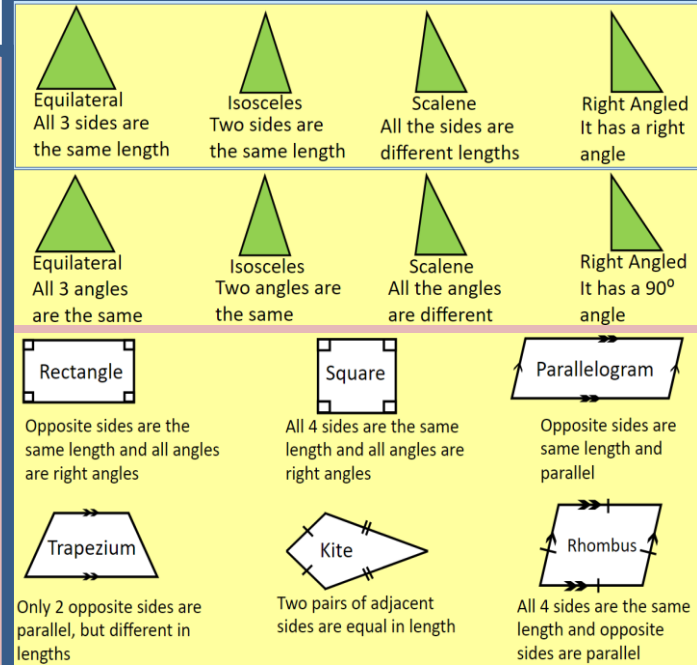 Equilateral
All 3 sides are
the same length
Isosceles
Two sides are
the same length
Scalene
All the sides are
different lengths
Right Angled
It has a right
angle
Equilateral
All 3 angles
are the same
Isosceles
Two angles are
the same
Scalene
All the angles
are different
Right Angled
It has a 90⁰
angle
Rectangle
Opposite sides are the
same length and all angles
are right angles
Square
All 4 sides are the same
length and all angles are
right angles
Parallelogram
Opposite sides are
same length and
parallel
Trapezium
Only 2 opposite sides are
parallel, but different in
lengths
Kite
Two pairs of adjacent
sides are equal in length
Rhombus
All 4 sides are the same
length and opposite
sides are parallel